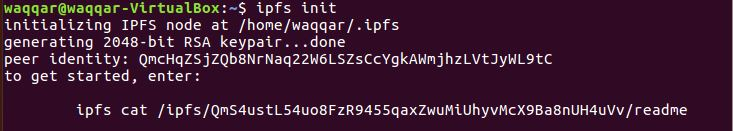 waqqar@waqqar-VirtualBox:~$ ipfs init
initializing IPFS node at /home/waqqar/.ipfs
generating 2048-bit RSA keypair...done
peer identity: QmcHqZSjZQb8NrNaq22W6LSZsCcYgkAWmjhzLVtJyWL9tC
to get started, enter:
ipfs cat /ipfs/QmS4ustL54uo8FzR9455qaxZwuMiUhyvMcX9Ba8nUH4uVv/readme